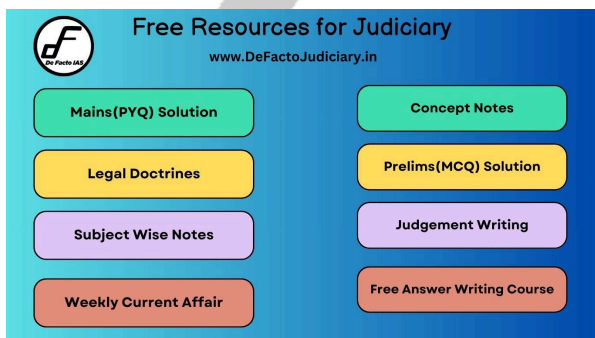 Free Resources for Judiciary
De Facto IAS
www.DeFactoJudiciary.in
Mains(PYQ) Solution
Concept Notes
Legal Doctrines
Prelims(MCQ) Solution
Subject Wise Notes
Judgement Writing
Weekly Current Affair
Free Answer Writing Course